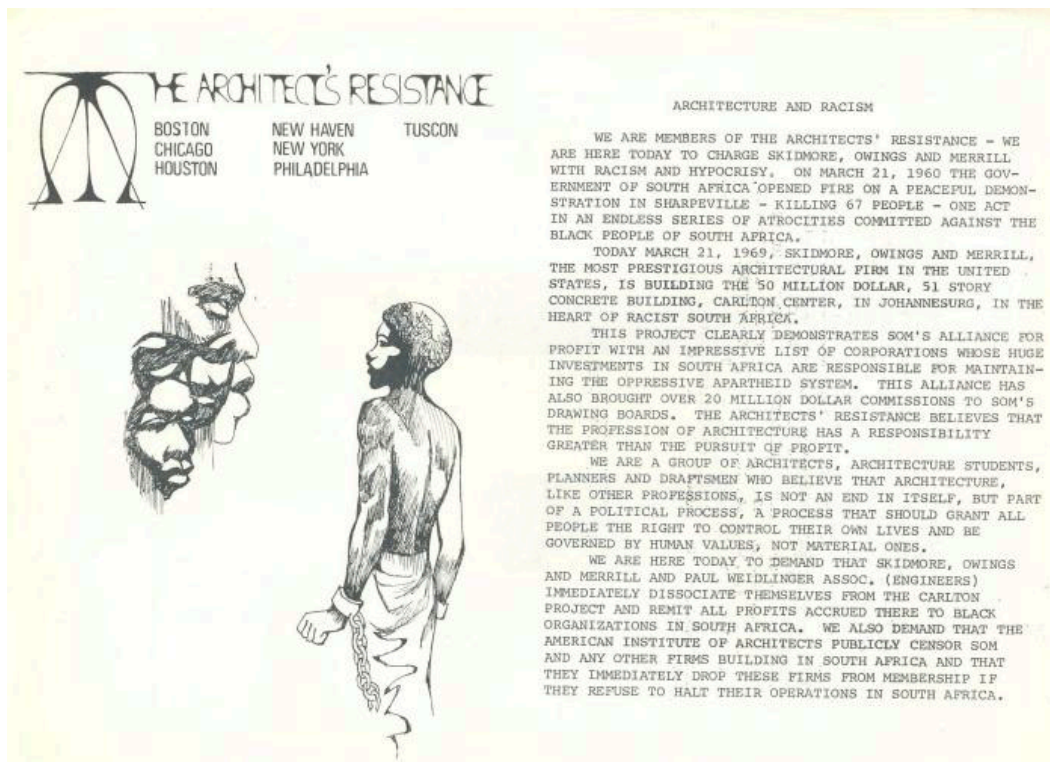 THE ARCHITECT'S RESISTANCE
BOSTON NEW HAVEN TUSCON
CHICAGO NEW YORK
HOUSTON PHILADELPHIA
ARCHITECTURE AND RACISM
WE ARE MEMBERS OF THE ARCHITECTS' RESISTANCE - WE
ARE HERE TODAY TO CHARGE SKIDMORE, OWINGS AND MERRILL
WITH RACISM AND HYPOCRISY. ON MARCH 21, 1960 THE GOV-
ERNMENT OF SOUTH AFRICA OPENED FIRE ON A PEACEFUL DEMON-
STRATION IN SHARPEVILLE - KILLING 67 PEOPLE - ONE ACT
IN AN ENDLESS SERIES OF ATROCITIES COMMITTED AGAINST THE
BLACK PEOPLE OF SOUTH AFRICA.
TODAY MARCH 21, 1969, SKIDMORE, OWINGS AND MERRILL,
THE MOST PRESTIGIOUS ARCHITECTURAL FIRM IN THE UNITED
STATES, IS BUILDING THE 50 MILLION DOLLAR, 51 STORY
CONCRETE BUILDING, CARLTON CENTER, IN JOHANNESURG, IN THE
HEART OF RACIST SOUTH AFRICA.
THIS PROJECT CLEARLY DEMONSTRATES SOM'S ALLIANCE FOR
PROFIT WITH AN IMPRESSIVE LIST OF CORPORATIONS WHOSE HUGE
INVESTMENTS IN SOUTH AFRICA ARE RESPONSIBLE FOR MAINTAIN-
ING THE OPPRESSIVE APARTHEID SYSTEM. THIS ALLIANCE HAS
ALSO BROUGHT OVER 20 MILLION DOLLAR COMMISSIONS TO SOM'S
DRAWING BOARDS. THE ARCHITECTS' RESISTANCE BELIEVES THAT
THE PROFESSION OF ARCHITECTURE HAS A RESPONSIBILITY
GREATER THAN THE PURSUIT OF PROFIT.
WE ARE A GROUP OF ARCHITECTS, ARCHITECTURE STUDENTS,
PLANNERS AND DRAFTSMEN WHO BELIEVE THAT ARCHITECTURE,
LIKE OTHER PROFESSIONS, IS NOT AN END IN ITSELF, BUT PART
OF A POLITICAL PROCESS, A PROCESS THAT SHOULD GRANT ALL
PEOPLE THE RIGHT TO CONTROL THEIR OWN LIVES AND BE
GOVERNED BY HUMAN VALUES, NOT MATERIAL ONES.
WE ARE HERE TODAY TO DEMAND THAT SKIDMORE, OWINGS
AND MERRILL AND PAUL WEIDLINGER ASSOC. (ENGINEERS)
IMMEDIATELY DISSOCIATE THEMSELVES FROM THE CARLTON
PROJECT AND REMIT ALL PROFITS ACCRUED THERE TO BLACK
ORGANIZATIONS IN SOUTH AFRICA. WE ALSO DEMAND THAT THE
AMERICAN INSTITUTE OF ARCHITECTS PUBLICLY CENSOR SOM
AND ANY OTHER FIRMS BUILDING IN SOUTH AFRICA AND THAT
THEY IMMEDIATELY DROP THESE FIRMS FROM MEMBERSHIP IF
THEY REFUSE TO HALT THEIR OPERATIONS IN SOUTH AFRICA.